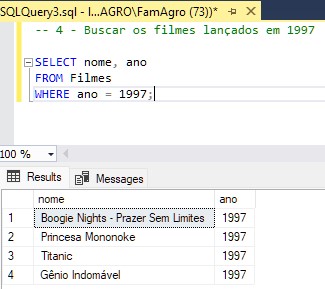 SQLQuery3.sql - I...AGRO\FamAgro (73))*
-- 4 - Buscar os filmes lançados em 1997
SELECT nome, ano
FROM Filmes
WHERE ano = 1997;
100 %
Results Messages
nome ano
1 Boogie Nights - Prazer Sem Limites 1997
2 Princesa Mononoke 1997
3 Titanic 1997
4 Gênio Indomável 1997